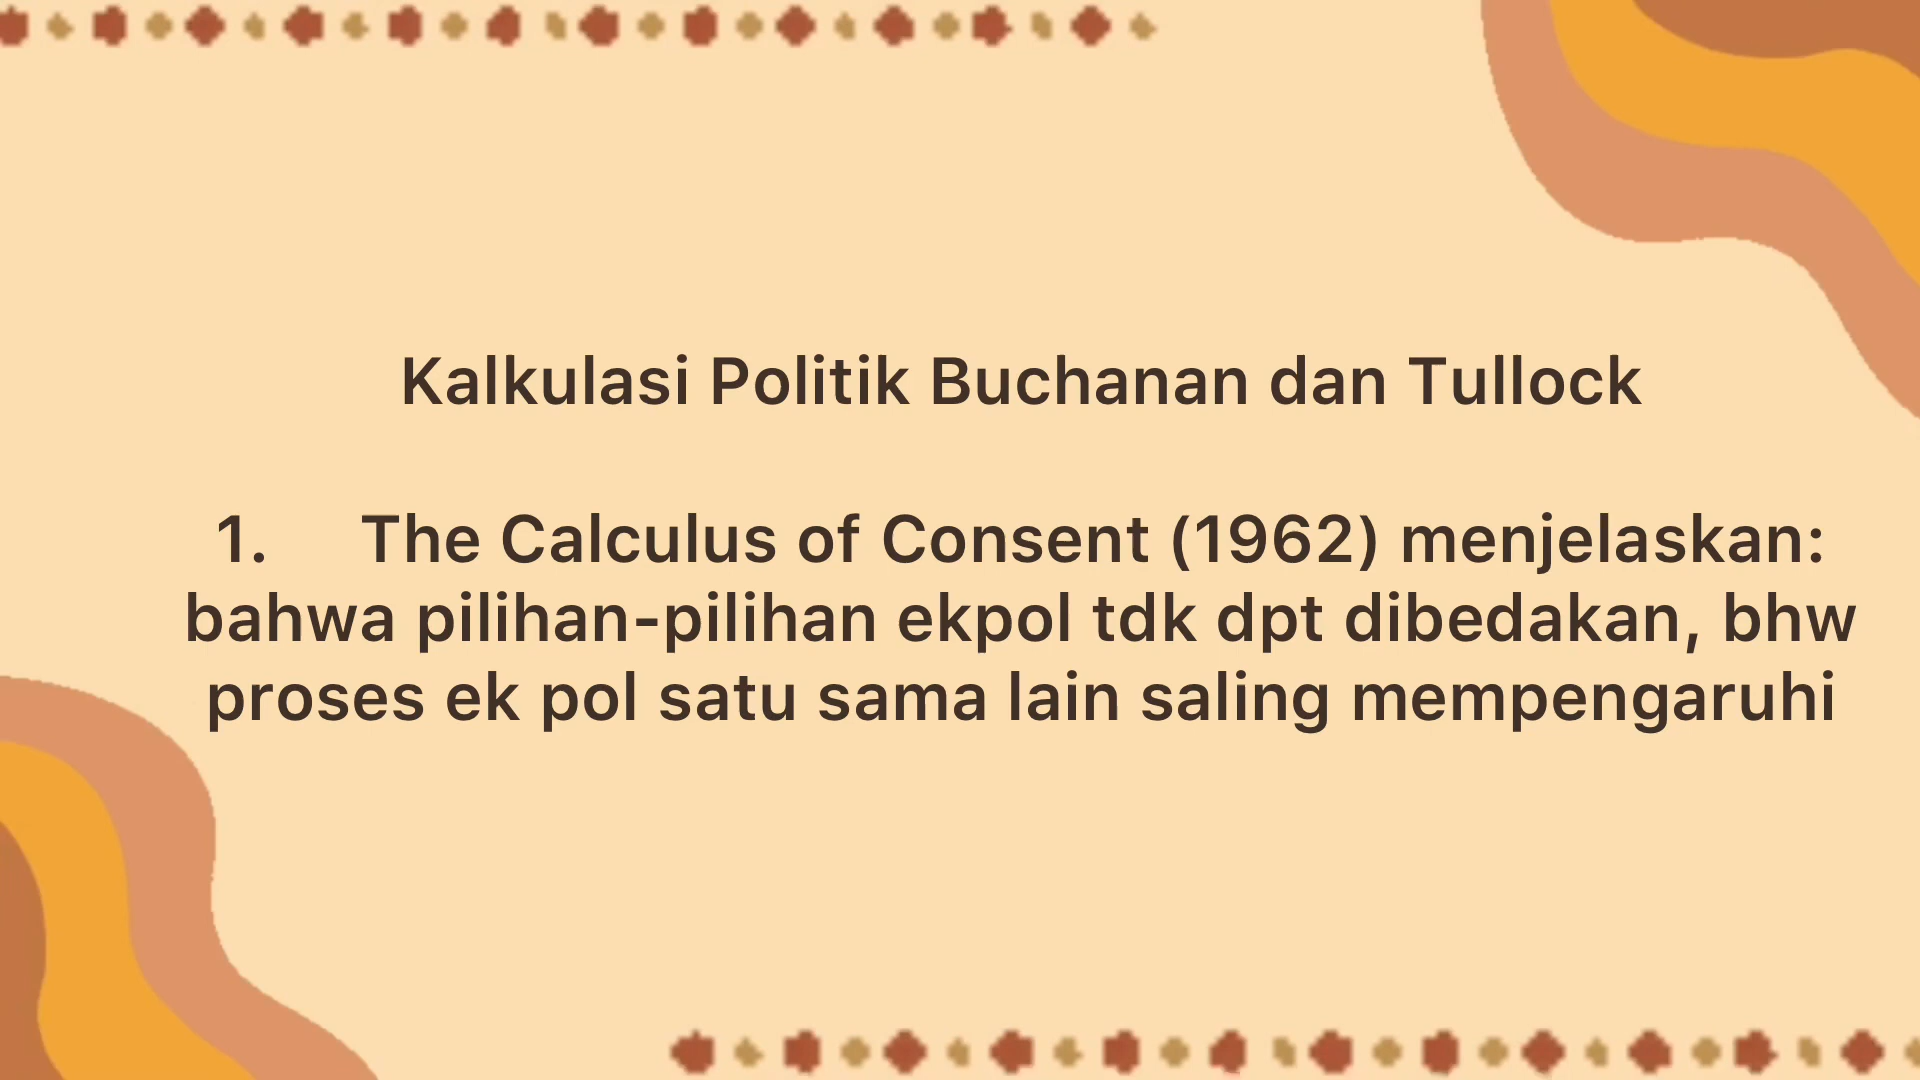 Kalkulasi Politik Buchanan dan Tullock
1. The Calculus of Consent (1962) menjelaskan:
bahwa pilihan-pilihan ekpol tdk dpt dibedakan, bhw
proses ek pol satu sama lain saling mempengaruhi